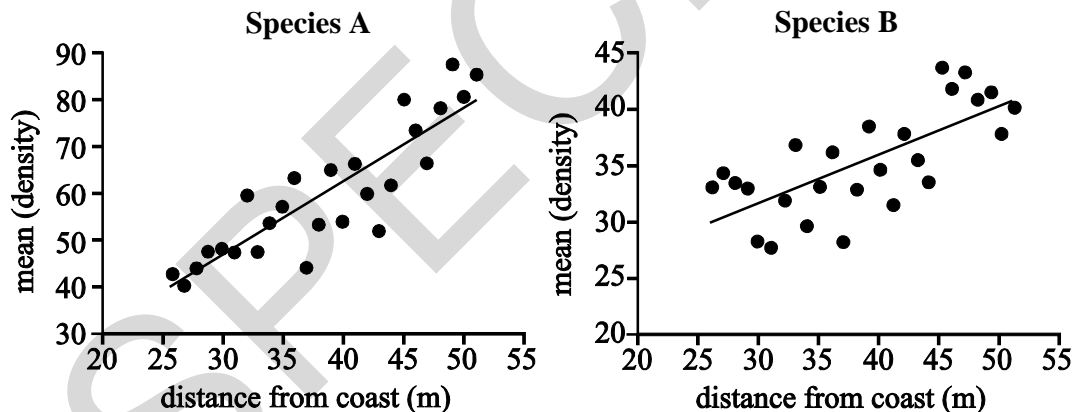 Species A
mean (density)
90
80
70
60
50
40
30
20 25 30 35 40 45 50 55
distance from coast (m)
Species B
mean (density)
45
40
35
30
25
20
20 25 30 35 40 45 50 55
distance from coast (m)
SPEC